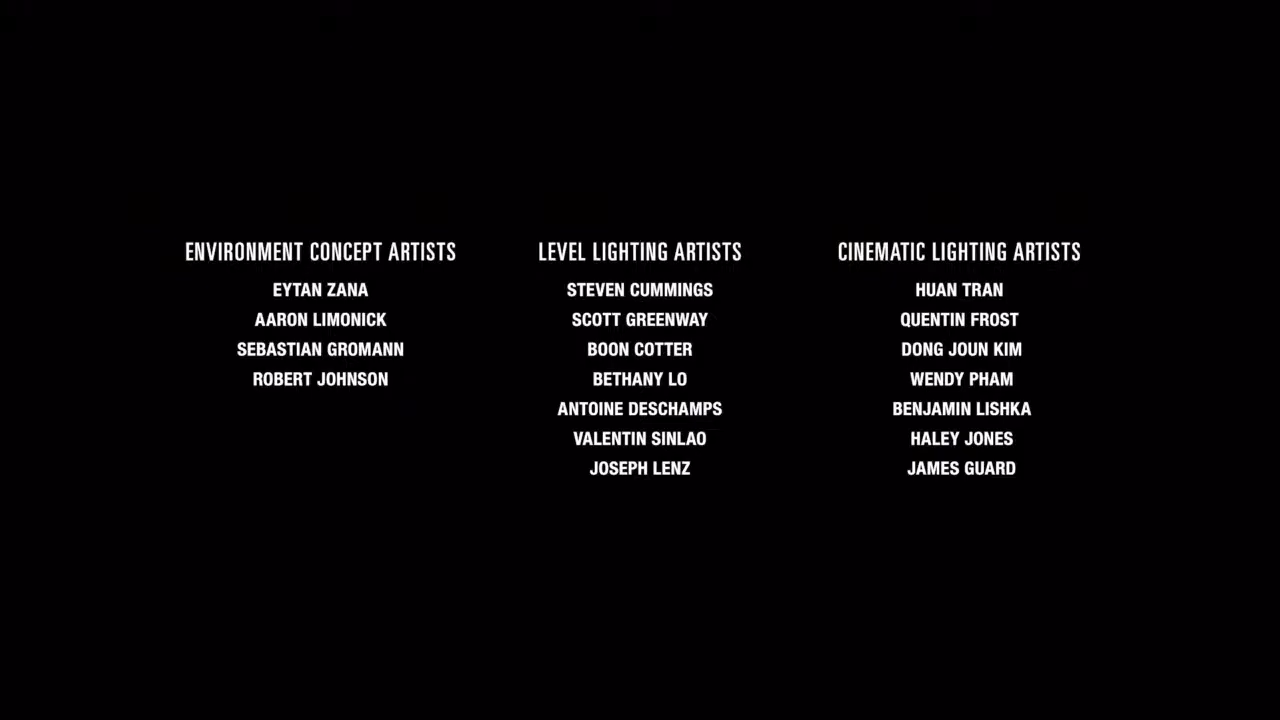 ENVIRONMENT CONCEPT ARTISTS
EYTAN ZANA
AARON LIMONICK
SEBASTIAN GROMANN
ROBERT JOHNSON
LEVEL LIGHTING ARTISTS
STEVEN CUMMINGS
SCOTT GREENWAY
BOON COTTER
BETHANY LO
ANTOINE DESCHAMPS
VALENTIN SINLAO
JOSEPH LENZ
CINEMATIC LIGHTING ARTISTS
HUAN TRAN
QUENTIN FROST
DONG JOUN KIM
WENDY PHAM
BENJAMIN LISHKA
HALEY JONES
JAMES GUARD